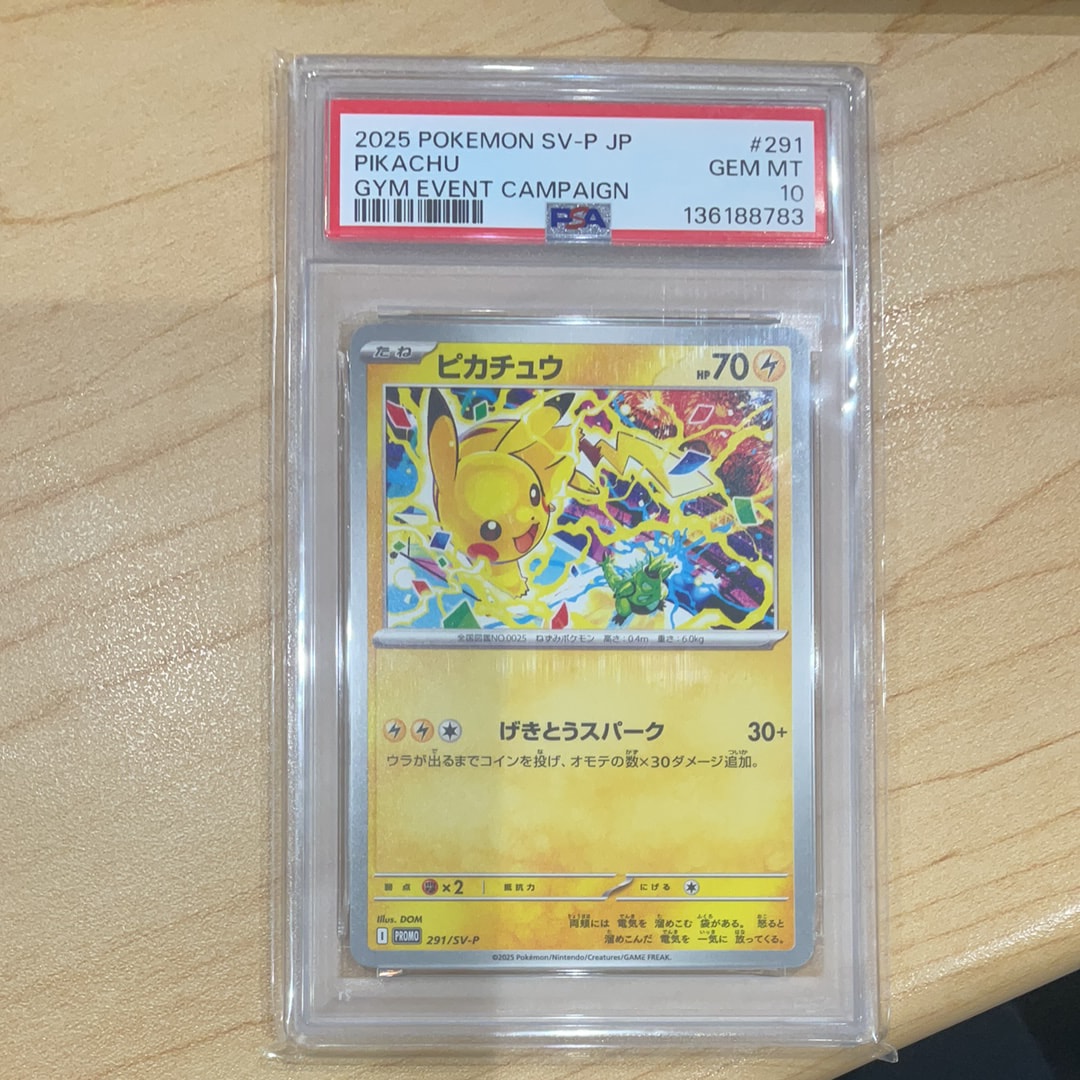 2025 POKEMON SV-P JP #291
PIKACHU GEM MT
GYM EVENT CAMPAIGN 10
PSA 136188783
たね ピカチュウ HP70
全国図鑑NO.0025 ねずみポケモン 高さ:0.4m 重さ:6.0kg
げきとうスパーク 30+
ウラが出るまでコインを投げ、オモテの数×30ダメージ追加。
弱点 ×2 抵抗力 にげる
Illus. DOM
両頬には 電気を 溜めこむ 袋がある。 怒ると
溜めこんだ 電気を 一気に 放ってくる。
I PROMO 291/SV-P
©2025 Pokémon/Nintendo/Creatures/GAME FREAK.